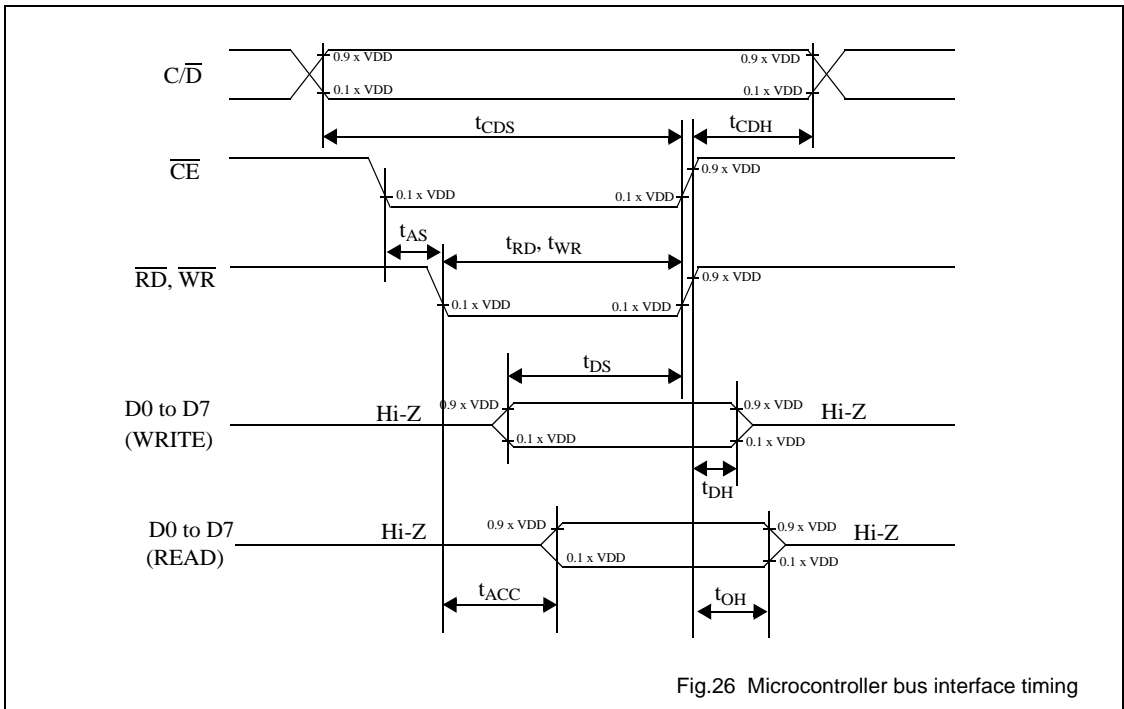 C/D̅
0.9 x VDD
0.9 x VDD
0.1 x VDD
0.1 x VDD
tCDS
tCDH
C̅E̅
0.9 x VDD
0.1 x VDD
0.1 x VDD
tAS
tRD, tWR
R̅D̅, W̅R̅
0.9 x VDD
0.1 x VDD
0.1 x VDD
tDS
D0 to D7
(WRITE)
Hi-Z
0.9 x VDD
0.9 x VDD
Hi-Z
0.1 x VDD
0.1 x VDD
tDH
D0 to D7
(READ)
Hi-Z
0.9 x VDD
0.9 x VDD
Hi-Z
0.1 x VDD
0.1 x VDD
tACC
tOH
Fig.26 Microcontroller bus interface timing